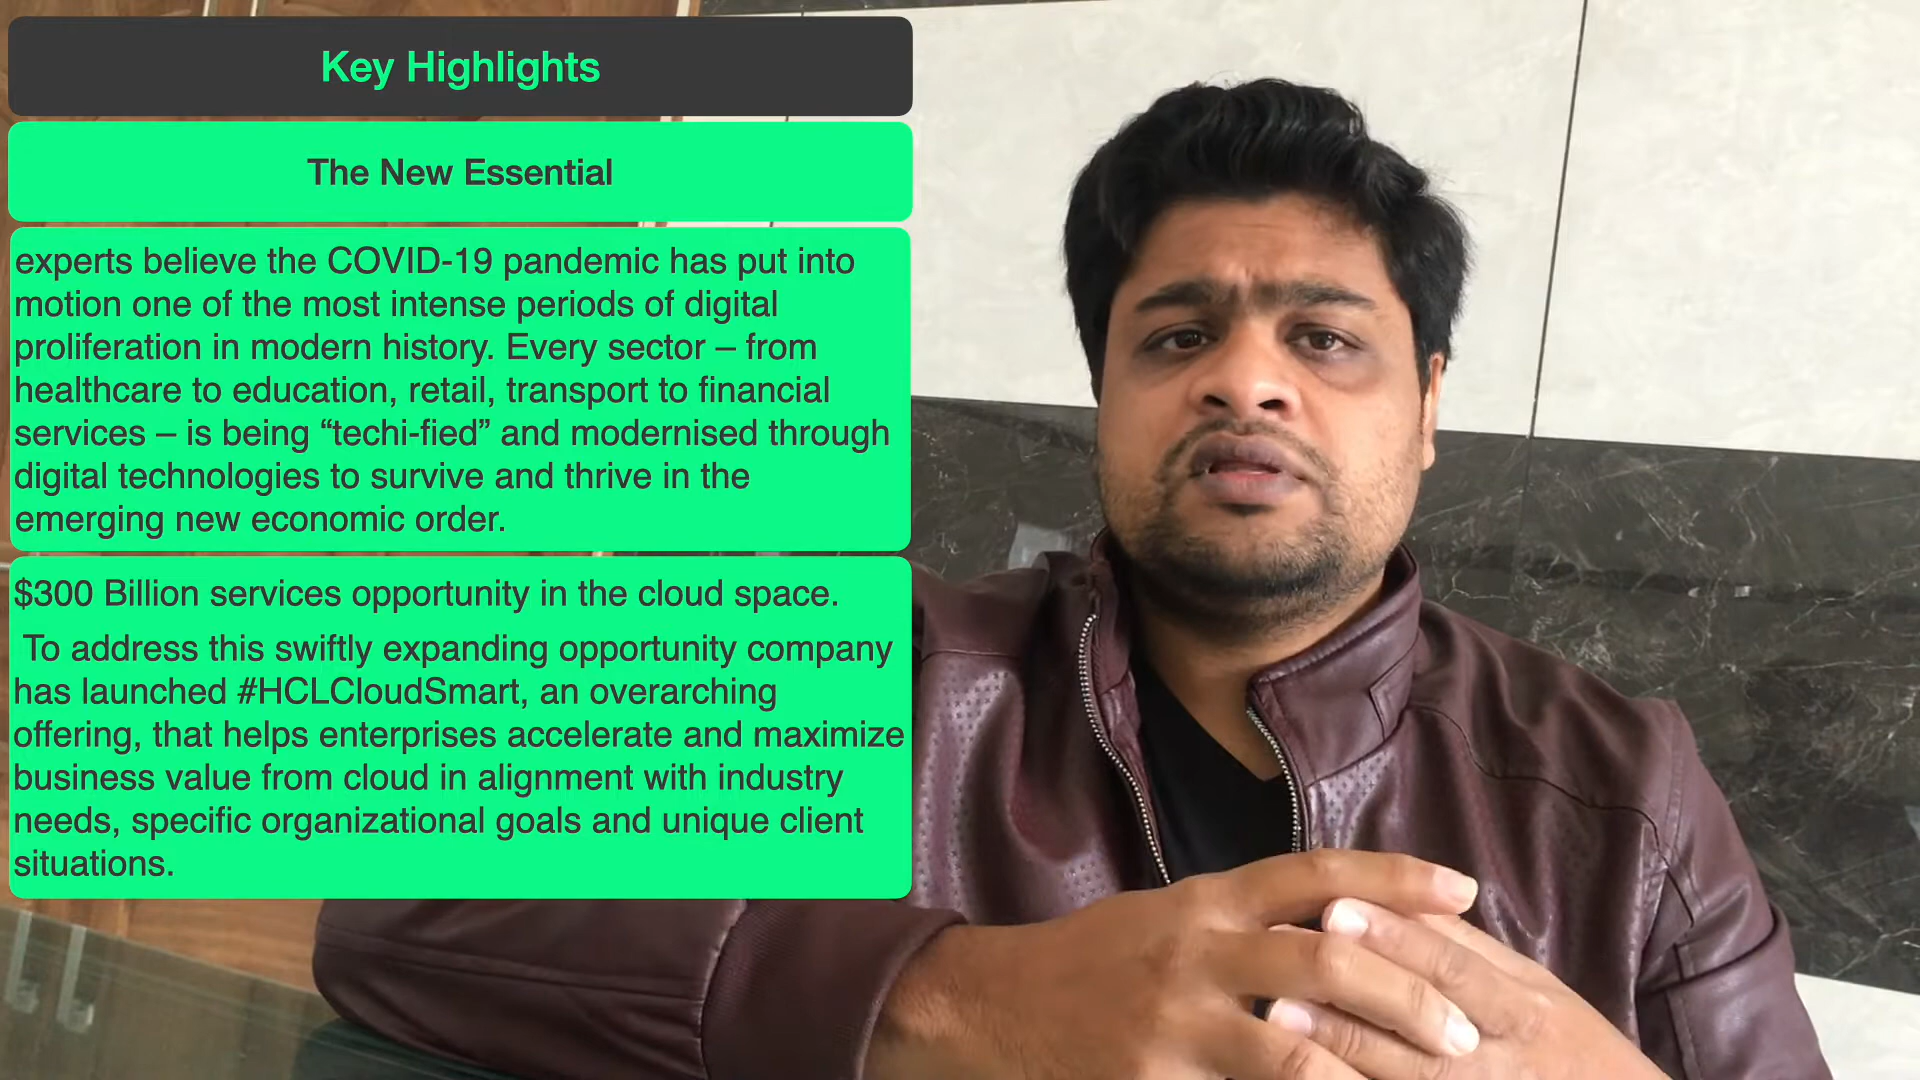 Key Highlights
The New Essential
experts believe the COVID-19 pandemic has put into
motion one of the most intense periods of digital
proliferation in modern history. Every sector – from
healthcare to education, retail, transport to financial
services – is being “techi-fied” and modernised through
digital technologies to survive and thrive in the
emerging new economic order.
$300 Billion services opportunity in the cloud space.
To address this swiftly expanding opportunity company
has launched #HCLCloudSmart, an overarching
offering, that helps enterprises accelerate and maximize
business value from cloud in alignment with industry
needs, specific organizational goals and unique client
situations.